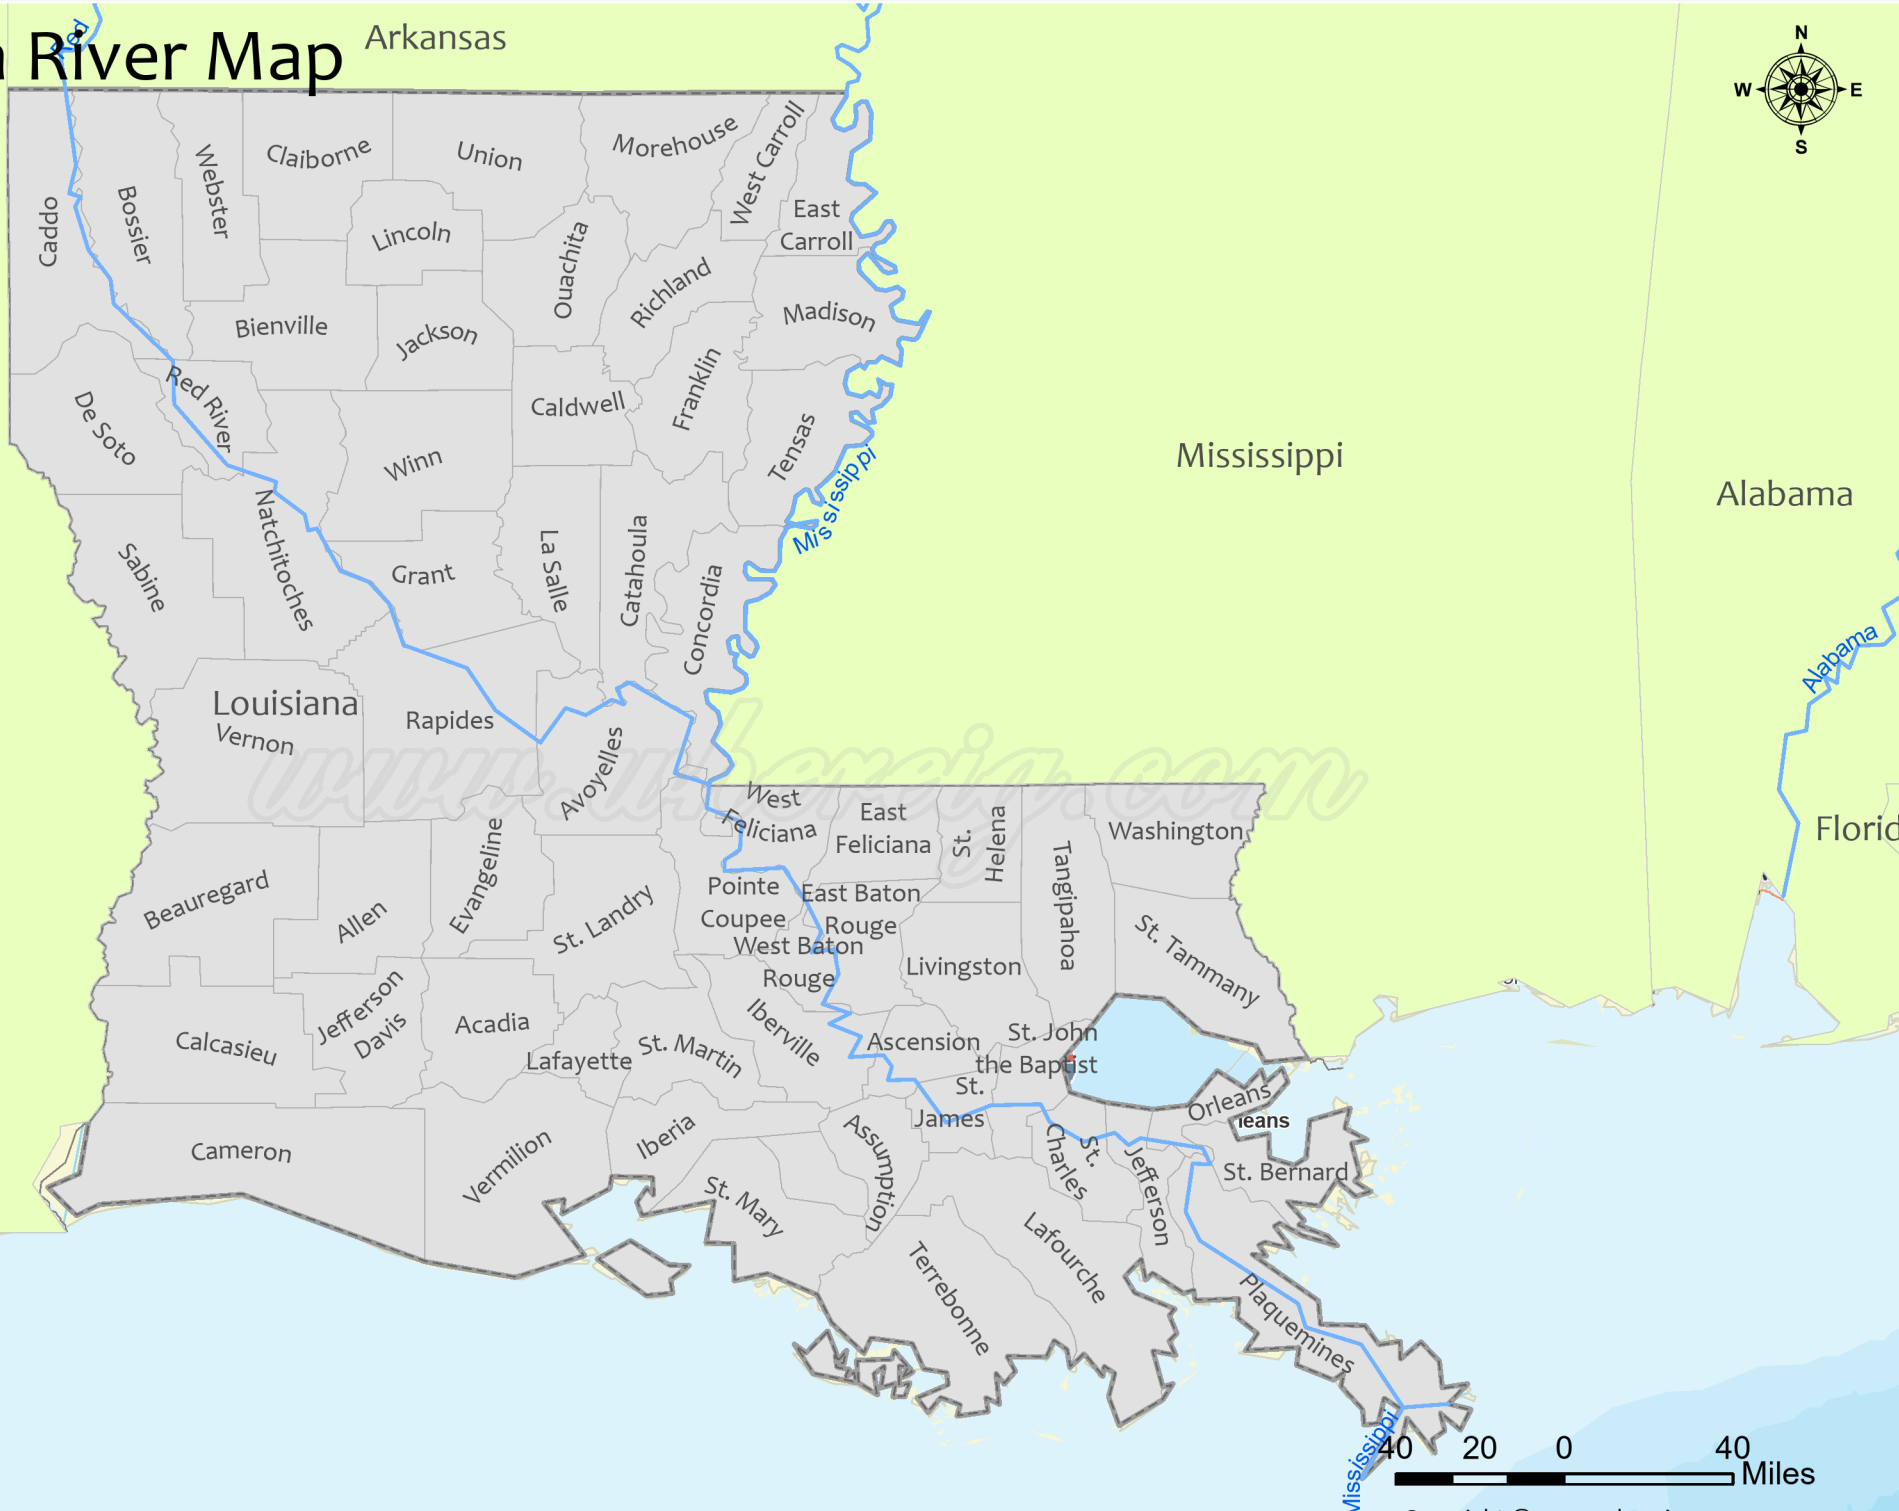 River Map
Red
Arkansas
N
W
E
S
Caddo
Bossier
Webster
Claiborne
Union
Morehouse
West Carroll
East
Carroll
Lincoln
Ouachita
Richland
Madison
Bienville
Jackson
Red River
De Soto
Caldwell
Franklin
Tensas
Winn
Mississippi
Mississippi
Alabama
Natchitoches
Sabine
Grant
La Salle
Catahoula
Concordia
Alabama
Louisiana
Vernon
Rapides
Avoyelles
www.whereig.com
West
Feliciana
East
Feliciana
St.
Helena
Tangipahoa
Washington
Beauregard
Allen
Evangeline
St. Landry
Pointe
Coupee
East Baton
Rouge
West Baton
Rouge
Livingston
St. Tammany
Calcasieu
Jefferson
Davis
Acadia
Lafayette
St. Martin
Iberville
Ascension
St. John
the Baptist
St.
James
Orleans
leans
Cameron
Vermilion
Iberia
St. Mary
Assumption
St.
Charles
Jefferson
St. Bernard
Terrebonne
Lafourche
Plaquemines
Mississippi
40 20 0 40
Miles